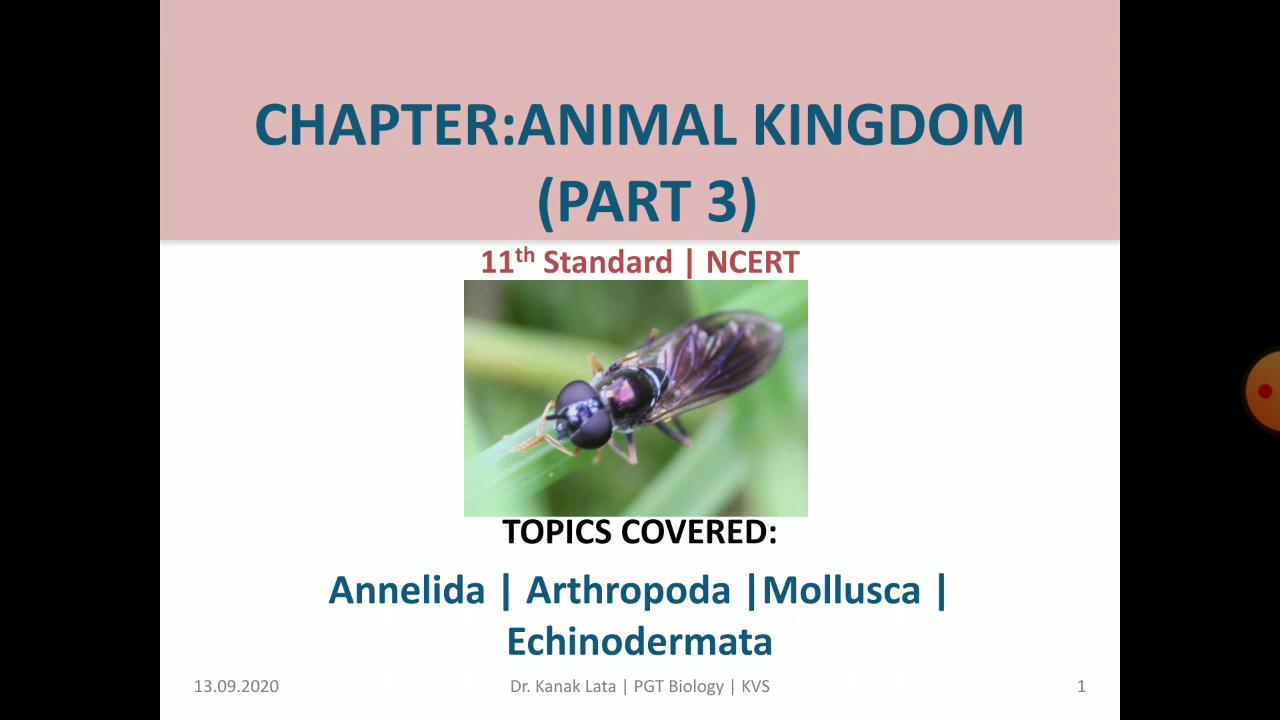 CHAPTER:ANIMAL KINGDOM
(PART 3)
11th Standard | NCERT
TOPICS COVERED:
Annelida | Arthropoda |Mollusca |
Echinodermata
13.09.2020 Dr. Kanak Lata | PGT Biology | KVS 1